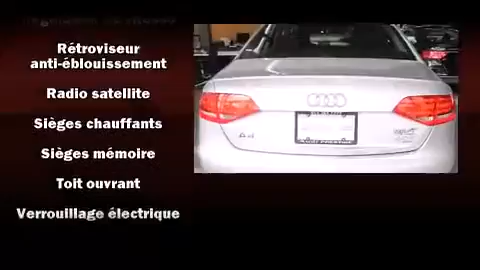 Rétroviseur
anti-éblouissement
Radio satellite
Sièges chauffants
Sièges mémoire
Toit ouvrant
Verrouillage électrique
A4